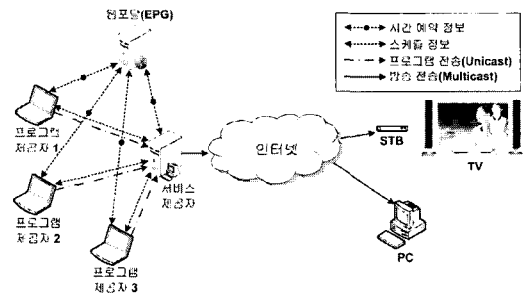 웹포탈(EPG)
시간 예약 정보
스케쥴 정보
프로그램 전송(Unicast)
방송 전송(Multicast)
프로그램
제공자 1
서비스
제공자
인터넷
STB
TV
프로그램
제공자 2
PC
프로그램
제공자 3